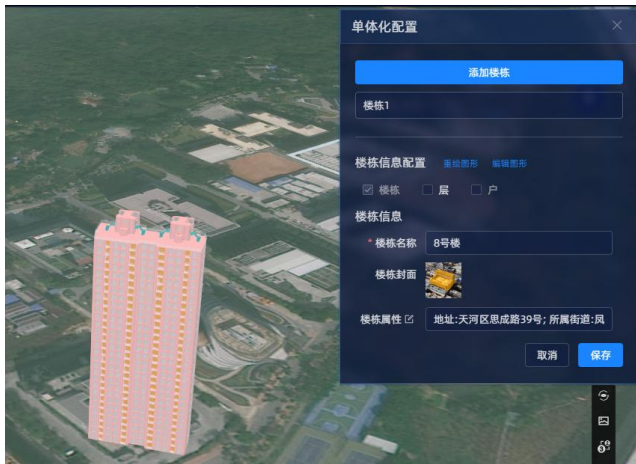 单体化配置
添加楼栋
楼栋1
楼栋信息配置 重绘图形 编辑图形
楼栋 层 户
楼栋信息
* 楼栋名称 8号楼
楼栋封面
楼栋属性 地址:天河区思成路39号; 所属街道:凤
取消 保存